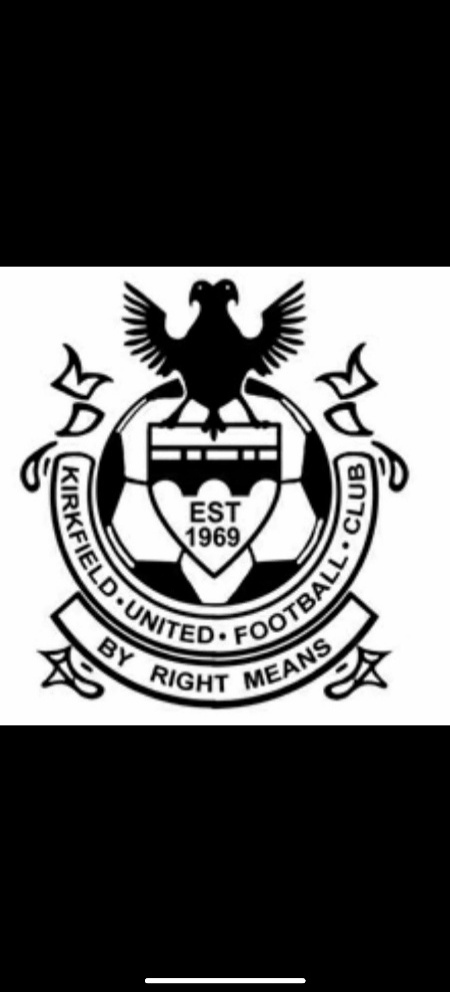 EST
1969
KIRKFIELD · UNITED · FOOTBALL · CLUB
BY RIGHT MEANS